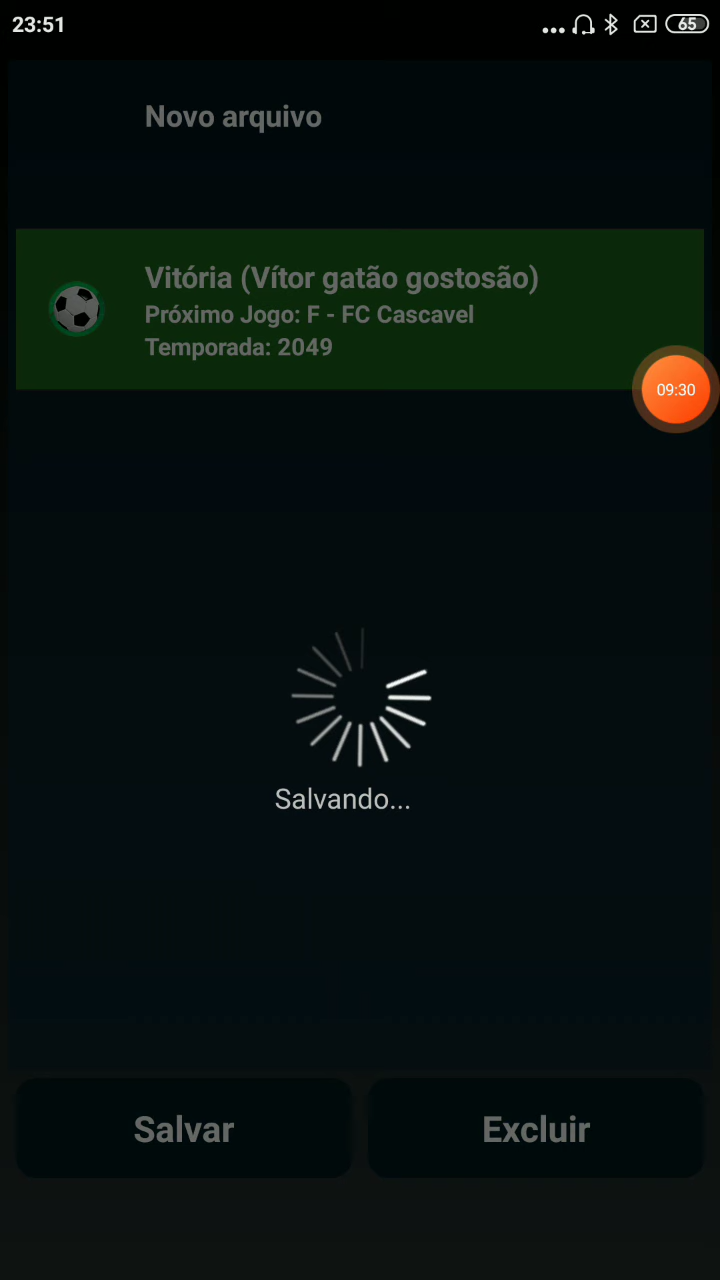 23:51
65
Novo arquivo
Vitória (Vítor gatão gostosão)
Próximo Jogo: F - FC Cascavel
Temporada: 2049
09:30
Salvando...
Salvar
Excluir